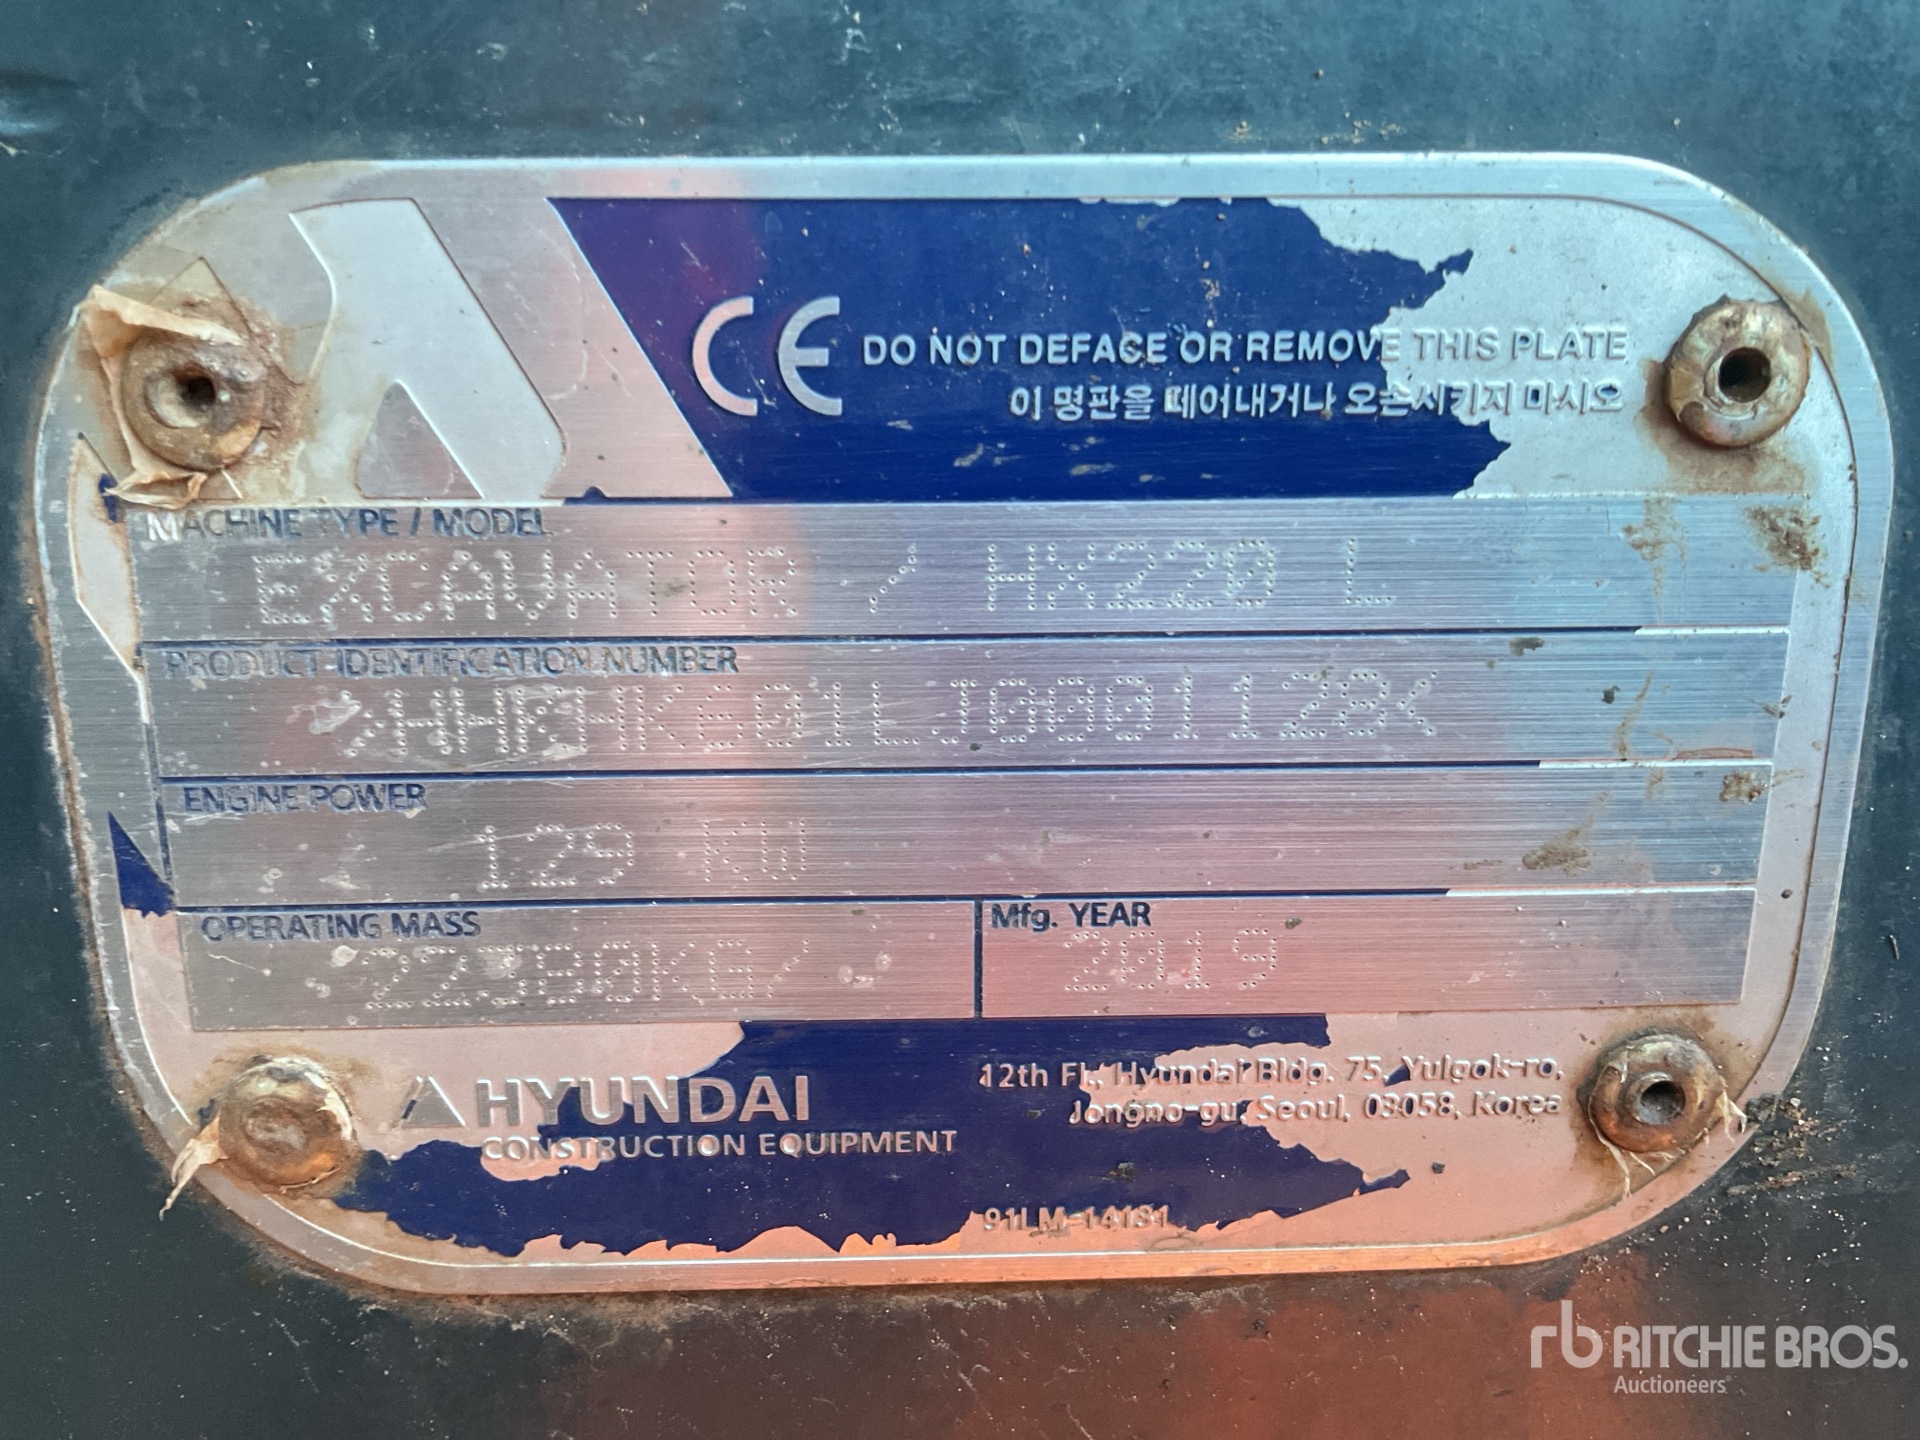 CE DO NOT DEFACE OR REMOVE THIS PLATE
이 명판을 떼어내거나 오손시키지 마시오
MACHINE TYPE / MODEL
EXCAVATOR / HX220 L
PRODUCT IDENTIFICATION NUMBER
>HHKHK601LJ0001128<
ENGINE POWER
129 KW
OPERATING MASS
22380KG/
Mfg. YEAR
2019
HYUNDAI
CONSTRUCTION EQUIPMENT
12th Fl., Hyundai Bldg. 75, Yulgok-ro,
Jongno-gu, Seoul, 03058, Korea
91LM-14131
rb RITCHIE BROS.
Auctioneers